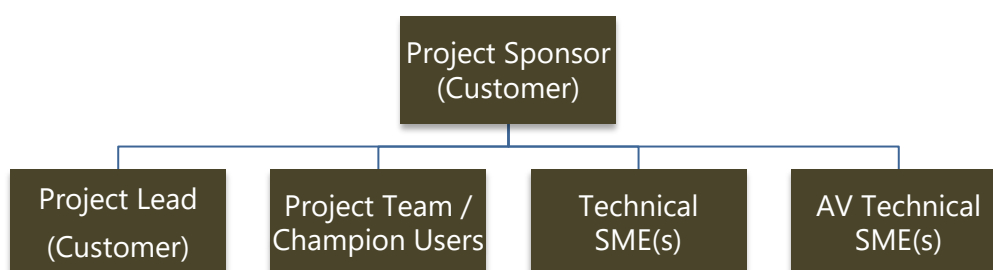 Project Sponsor
(Customer)
Project Lead
(Customer)
Project Team /
Champion Users
Technical
SME(s)
AV Technical
SME(s)